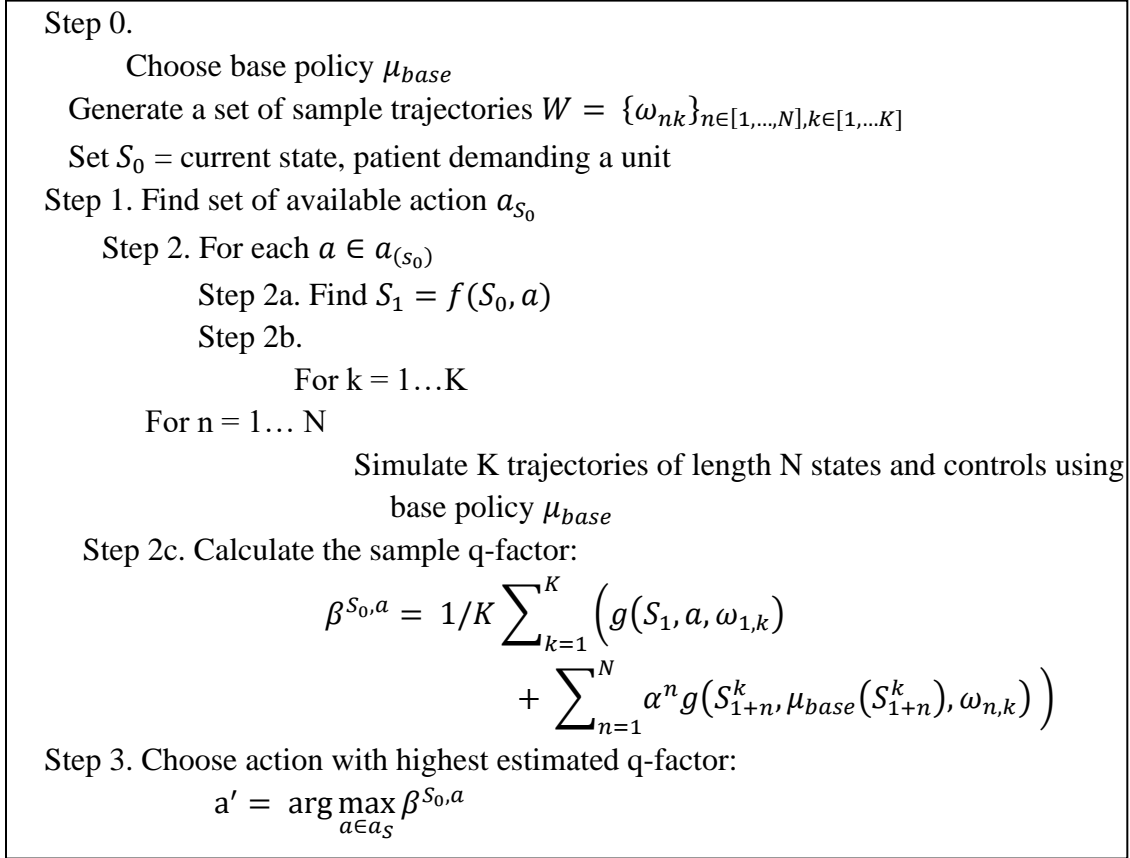 Step 0.
Choose base policy μ_base
Generate a set of sample trajectories W = {ω_nk}_{n∈[1,…,N],k∈[1,…K]}
Set S_0 = current state, patient demanding a unit
Step 1. Find set of available action a_{S_0}
Step 2. For each a ∈ a_{(s_0)}
Step 2a. Find S_1 = f(S_0, a)
Step 2b.
For k = 1…K
For n = 1… N
Simulate K trajectories of length N states and controls using
base policy μ_base
Step 2c. Calculate the sample q-factor:
β^{S_0,a} = 1/K ∑_{k=1}^{K} (g(S_1, a, ω_{1,k})
+ ∑_{n=1}^{N} α^n g(S_{1+n}^k, μ_base(S_{1+n}^k), ω_{n,k}) )
Step 3. Choose action with highest estimated q-factor:
a′ = arg max_{a∈a_S} β^{S_0,a}